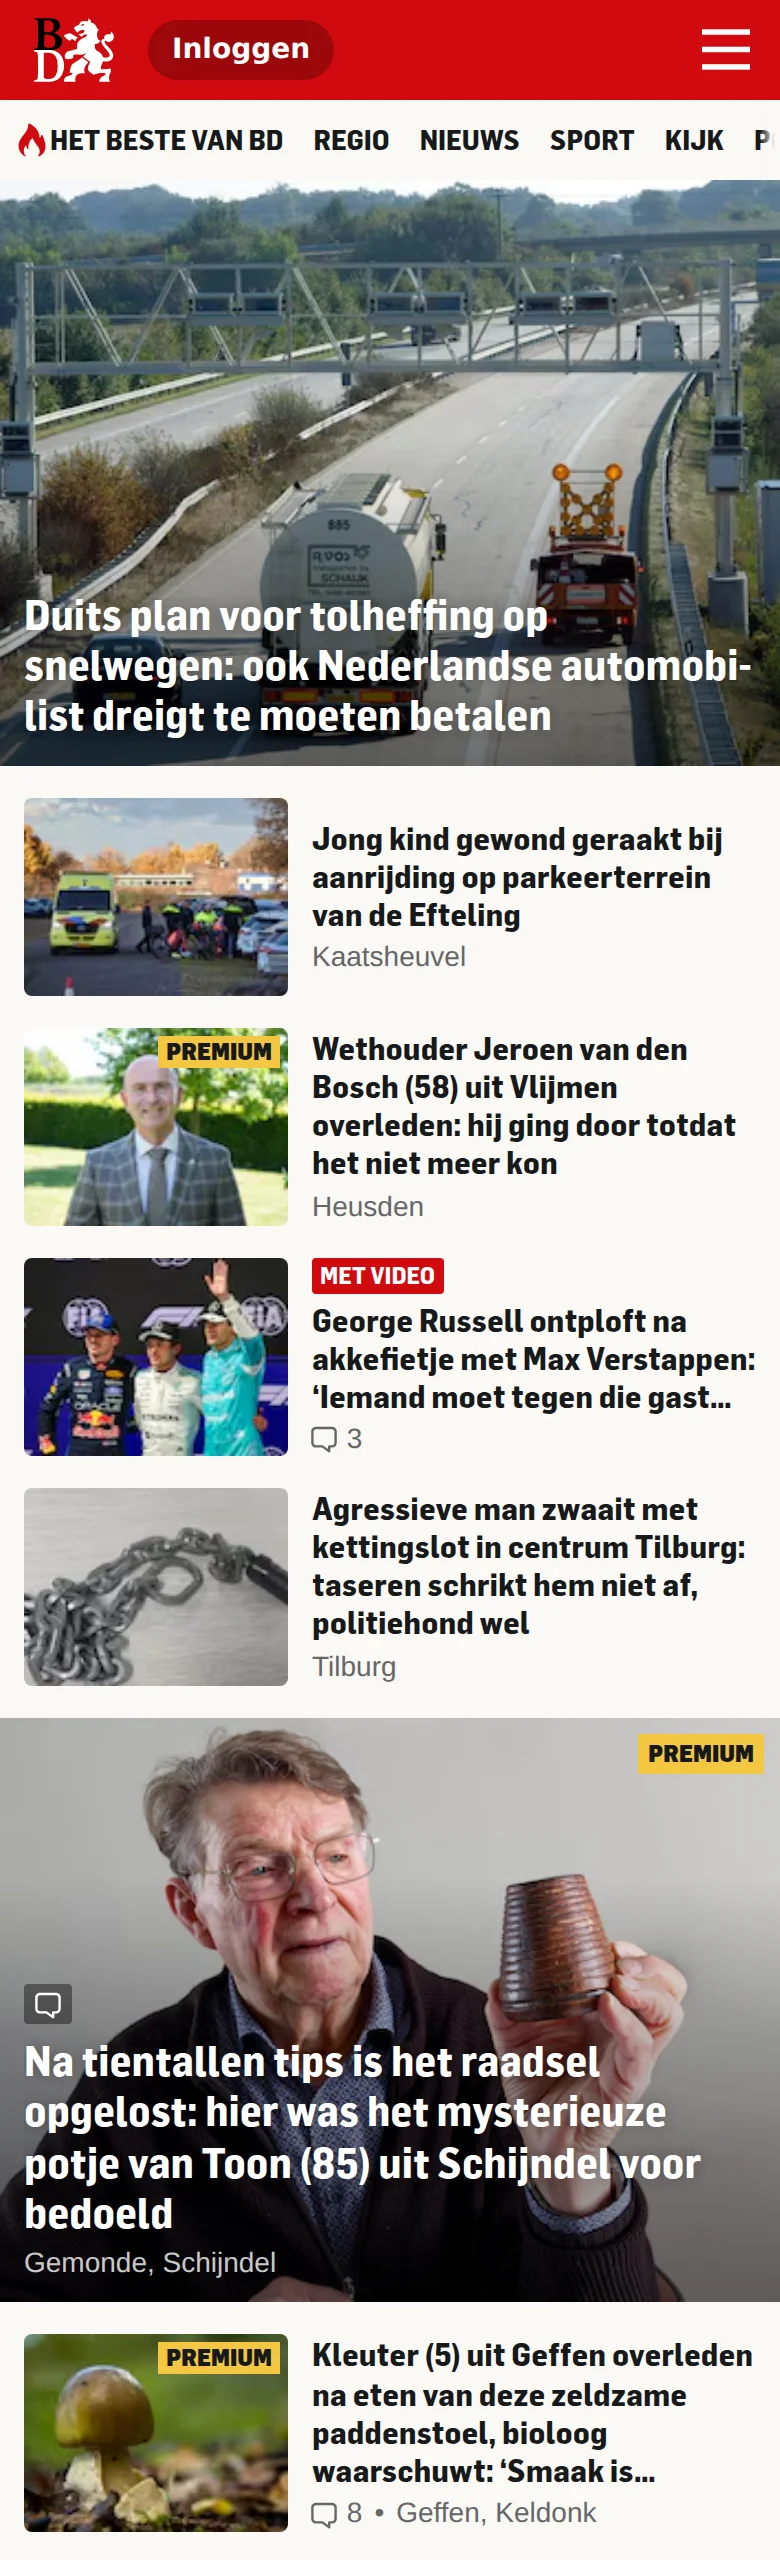 BD
Inloggen
HET BESTE VAN BD REGIO NIEUWS SPORT KIJK
885
SCHAIJK
Duits plan voor tolheffing op
snelwegen: ook Nederlandse automobi-
list dreigt te moeten betalen
Jong kind gewond geraakt bij
aanrijding op parkeerterrein
van de Efteling
Kaatsheuvel
PREMIUM
Wethouder Jeroen van den
Bosch (58) uit Vlijmen
overleden: hij ging door totdat
het niet meer kon
Heusden
MET VIDEO
George Russell ontploft na
akkefietje met Max Verstappen:
‘Iemand moet tegen die gast...
3
Agressieve man zwaait met
kettingslot in centrum Tilburg:
taseren schrikt hem niet af,
politiehond wel
Tilburg
PREMIUM
Na tientallen tips is het raadsel
opgelost: hier was het mysterieuze
potje van Toon (85) uit Schijndel voor
bedoeld
Gemonde, Schijndel
PREMIUM
Kleuter (5) uit Geffen overleden
na eten van deze zeldzame
paddenstoel, bioloog
waarschuwt: ‘Smaak is...
8 • Geffen, Keldonk